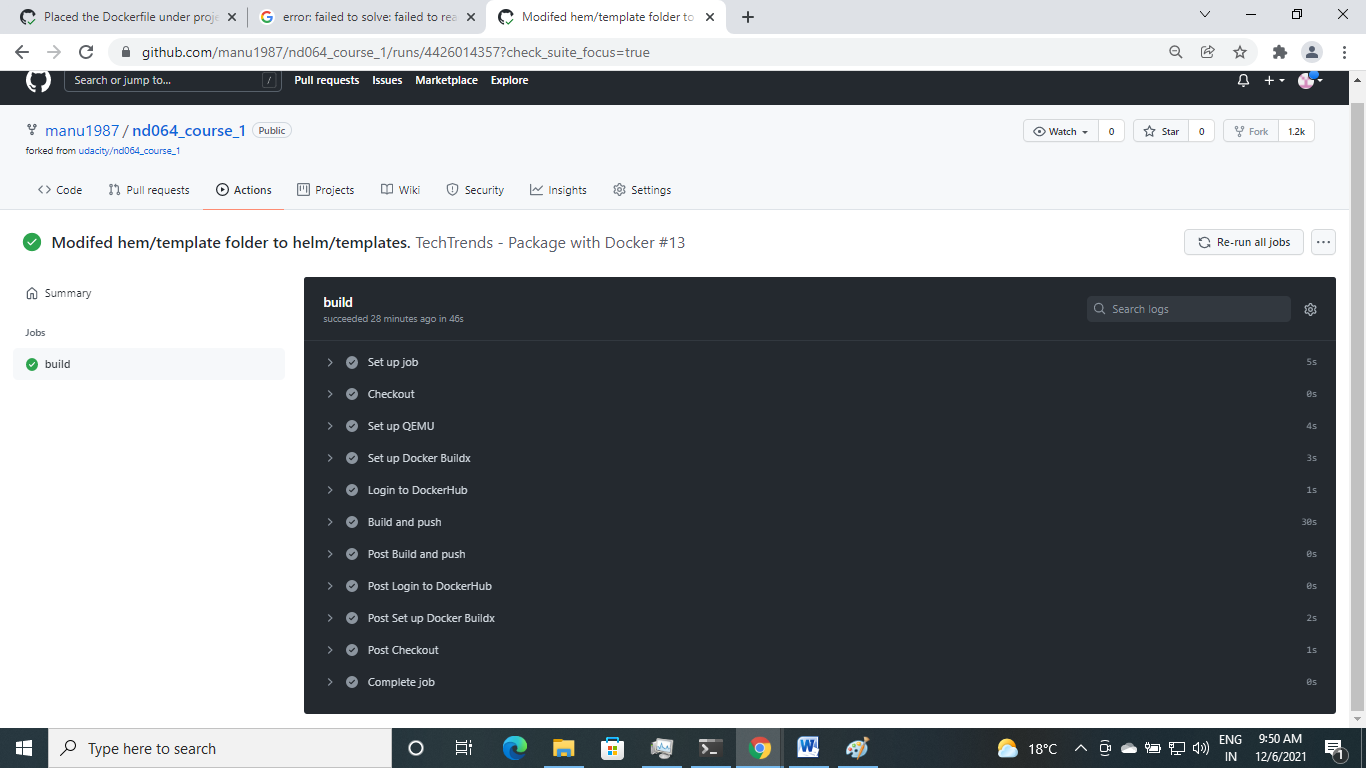 Placed the Dockerfile under proje
error: failed to solve: failed to rea
Modifed hem/template folder to
github.com/manu1987/nd064_course_1/runs/4426014357?check_suite_focus=true
Search or jump to... /
Pull requests Issues Marketplace Explore
manu1987 / nd064_course_1 Public
Watch 0 Star 0 Fork 1.2k
forked from udacity/nd064_course_1
Code Pull requests Actions Projects Wiki Security Insights Settings
Modifed hem/template folder to helm/templates. TechTrends - Package with Docker #13
Re-run all jobs
Summary
Jobs
build
build
succeeded 28 minutes ago in 46s
Search logs
Set up job 5s
Checkout 0s
Set up QEMU 4s
Set up Docker Buildx 3s
Login to DockerHub 1s
Build and push 30s
Post Build and push 0s
Post Login to DockerHub 0s
Post Set up Docker Buildx 2s
Post Checkout 1s
Complete job 0s
Type here to search
18°C
ENG
IN
9:50 AM
12/6/2021
1